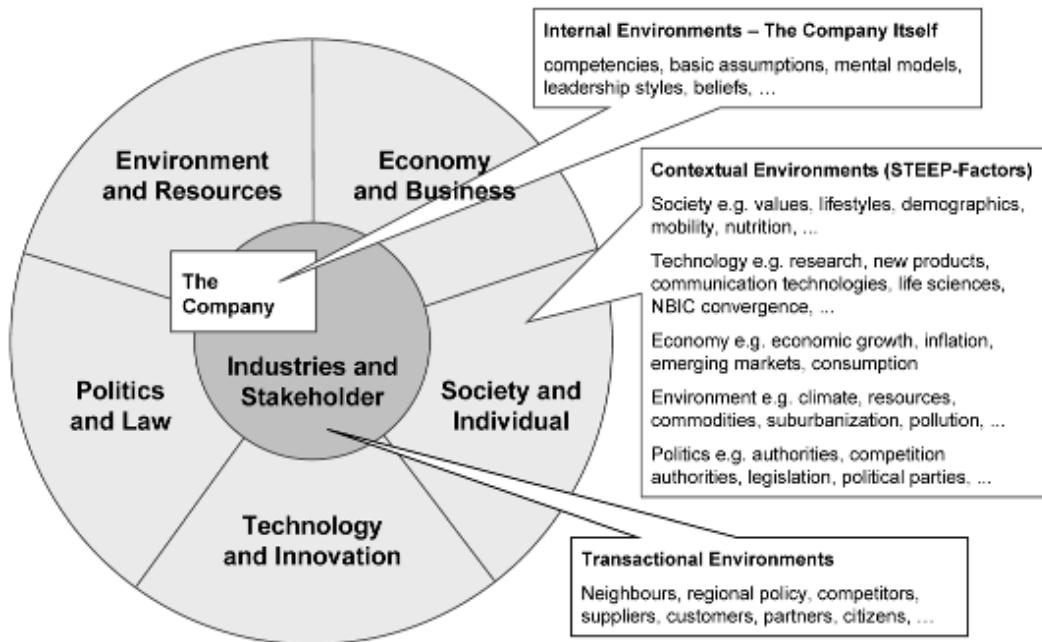 Internal Environments – The Company Itself
competencies, basic assumptions, mental models,
leadership styles, beliefs, ...
Environment
and Resources
Economy
and Business
Contextual Environments (STEEP-Factors)
Society e.g. values, lifestyles, demographics,
mobility, nutrition, ...
Technology e.g. research, new products,
communication technologies, life sciences,
NBIC convergence, ...
Economy e.g. economic growth, inflation,
emerging markets, consumption
Environment e.g. climate, resources,
commodities, suburbanization, pollution, ...
Politics e.g. authorities, competition
authorities, legislation, political parties, ...
The
Company
Industries and
Stakeholder
Politics
and Law
Society and
Individual
Technology
and Innovation
Transactional Environments
Neighbours, regional policy, competitors,
suppliers, customers, partners, citizens, ...